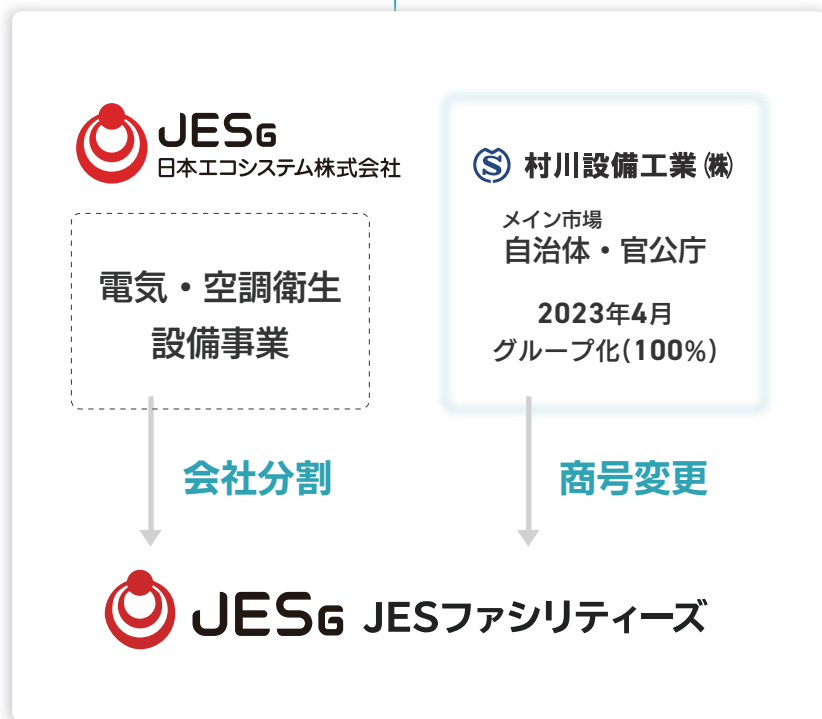 JESG
日本エコシステム株式会社
電気・空調衛生
設備事業
会社分割
S 村川設備工業㈱
メイン市場
自治体・官公庁
2023年4月
グループ化(100%)
商号変更
JESG JESファシリティーズ